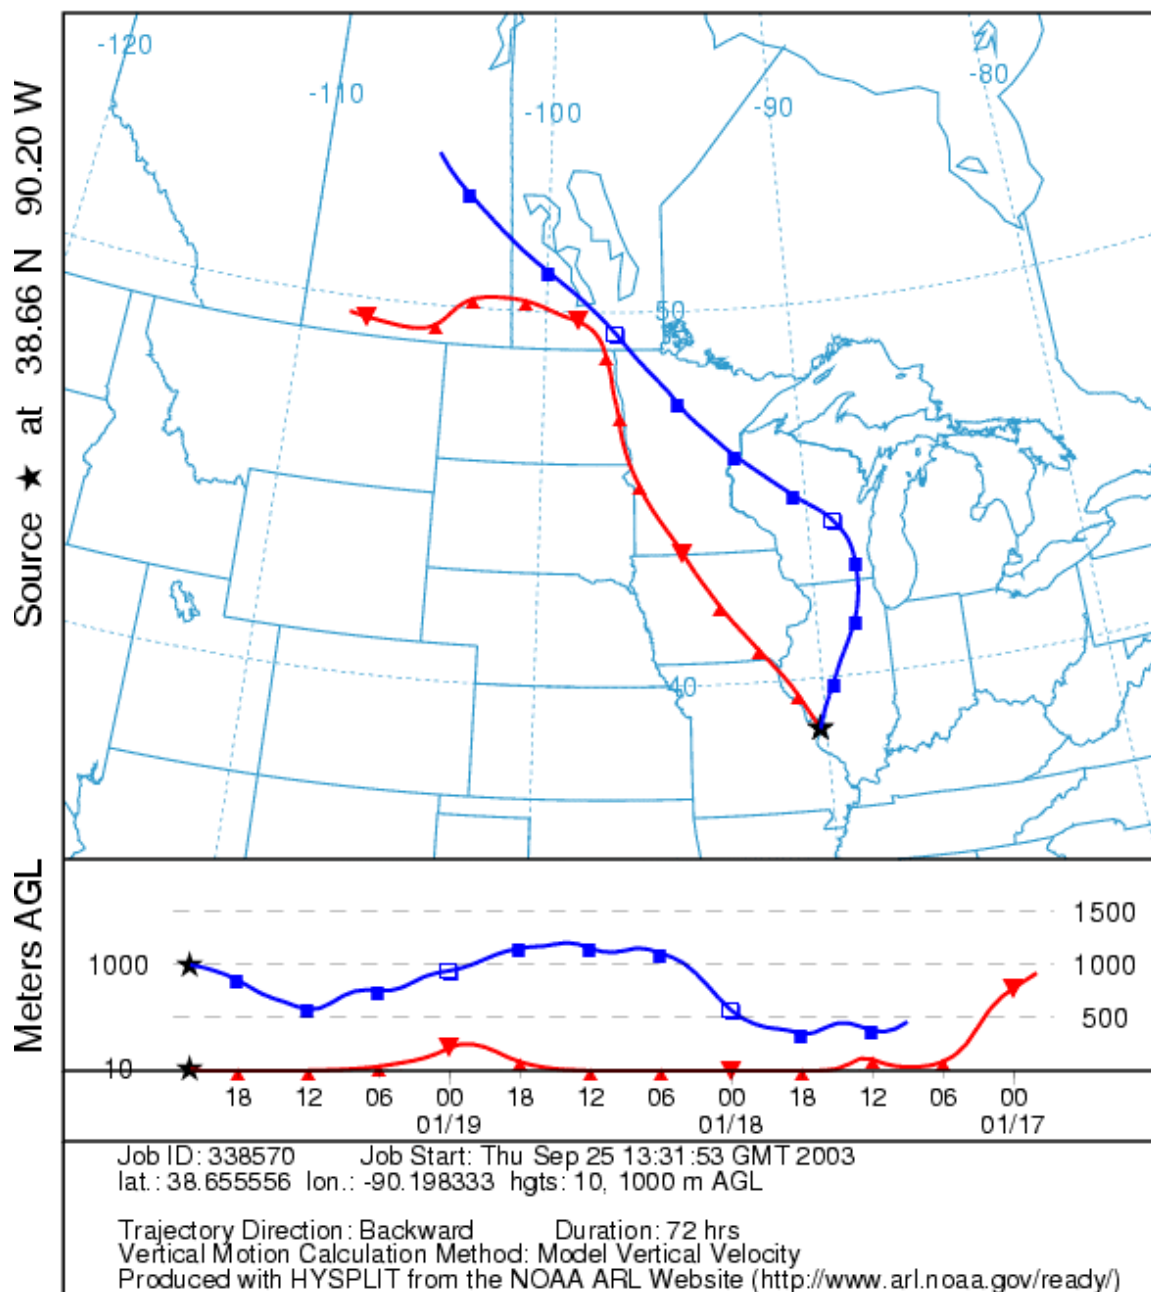 -120
-110
-100
-90
-80
50
40
Source ★ at 38.66 N 90.20 W
Meters AGL
1500
1000 1000
500
10
18 12 06 00 18 12 06 00 18 12 06 00
01/19 01/18 01/17
Job ID: 338570 Job Start: Thu Sep 25 13:31:53 GMT 2003
lat.: 38.655556 lon.: -90.198333 hgts: 10, 1000 m AGL
Trajectory Direction: Backward Duration: 72 hrs
Vertical Motion Calculation Method: Model Vertical Velocity
Produced with HYSPLIT from the NOAA ARL Website (http://www.arl.noaa.gov/ready/)